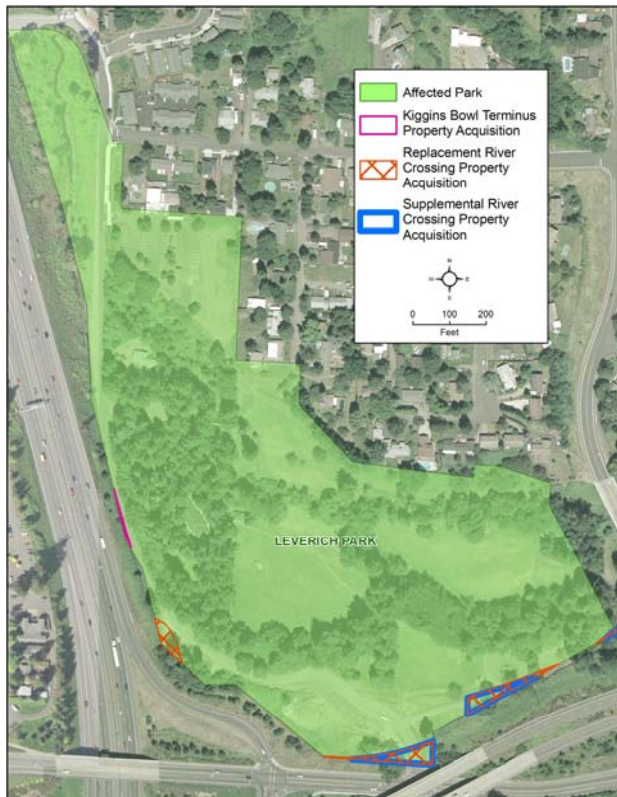 Affected Park
Kiggins Bowl Terminus
Property Acquisition
Replacement River
Crossing Property
Acquisition
Supplemental River
Crossing Property
Acquisition
N
W
E
S
0 100 200
Feet
LEVERICH PARK